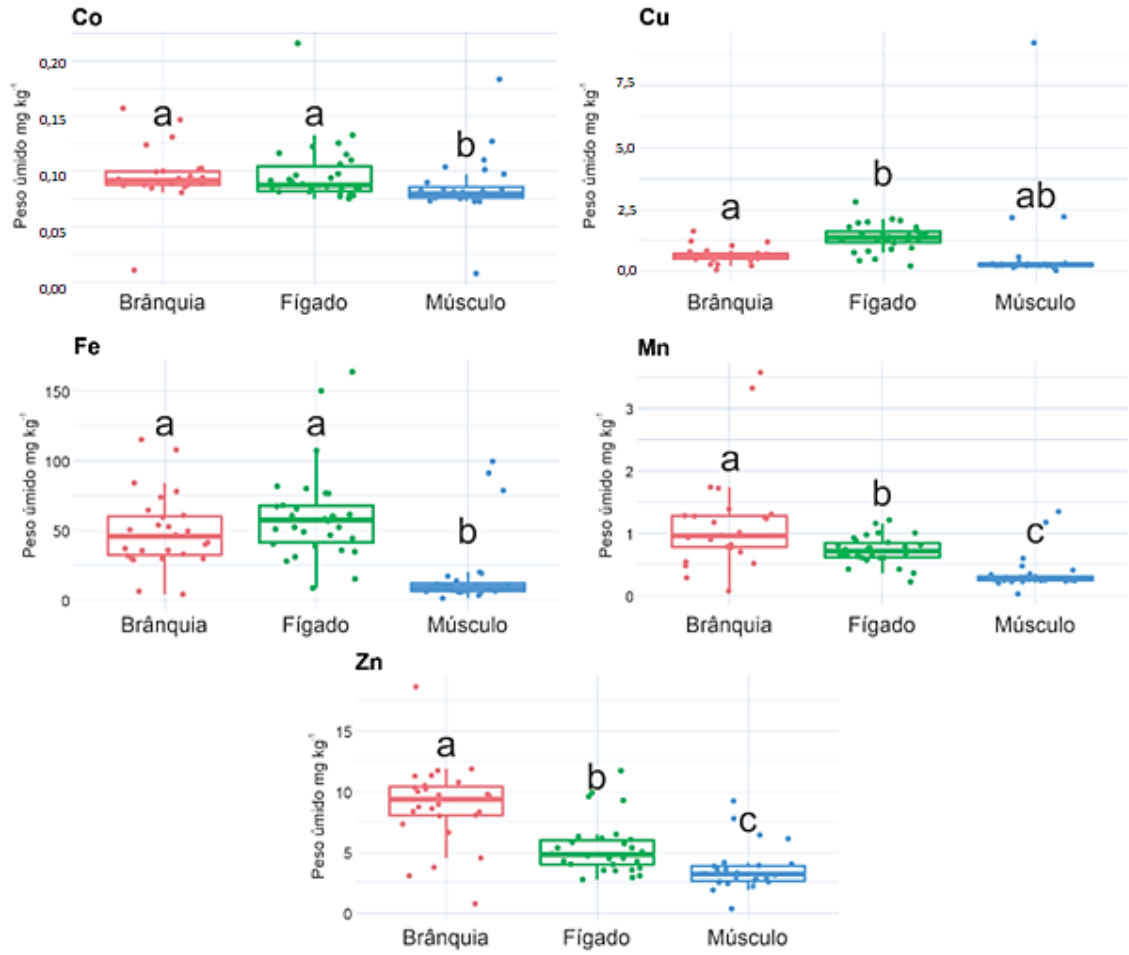 Co
Peso úmido mg kg⁻¹
0,20
0,15
0,10
0,05
0,00
a
a
b
Brânquia Fígado Músculo
Cu
Peso úmido mg kg⁻¹
7,5
5,0
2,5
0,0
a
b
ab
Brânquia Fígado Músculo
Fe
Peso úmido mg kg⁻¹
150
100
50
0
a
a
b
Brânquia Fígado Músculo
Mn
Peso úmido mg kg⁻¹
3
2
1
0
a
b
c
Brânquia Fígado Músculo
Zn
Peso úmido mg kg⁻¹
15
10
5
0
a
b
c
Brânquia Fígado Músculo